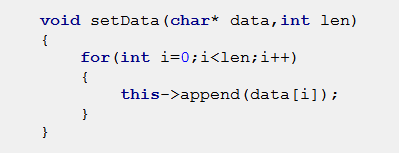 void setData(char* data,int len)
{
for(int i=0;i<len;i++)
{
this->append(data[i]);
}
}